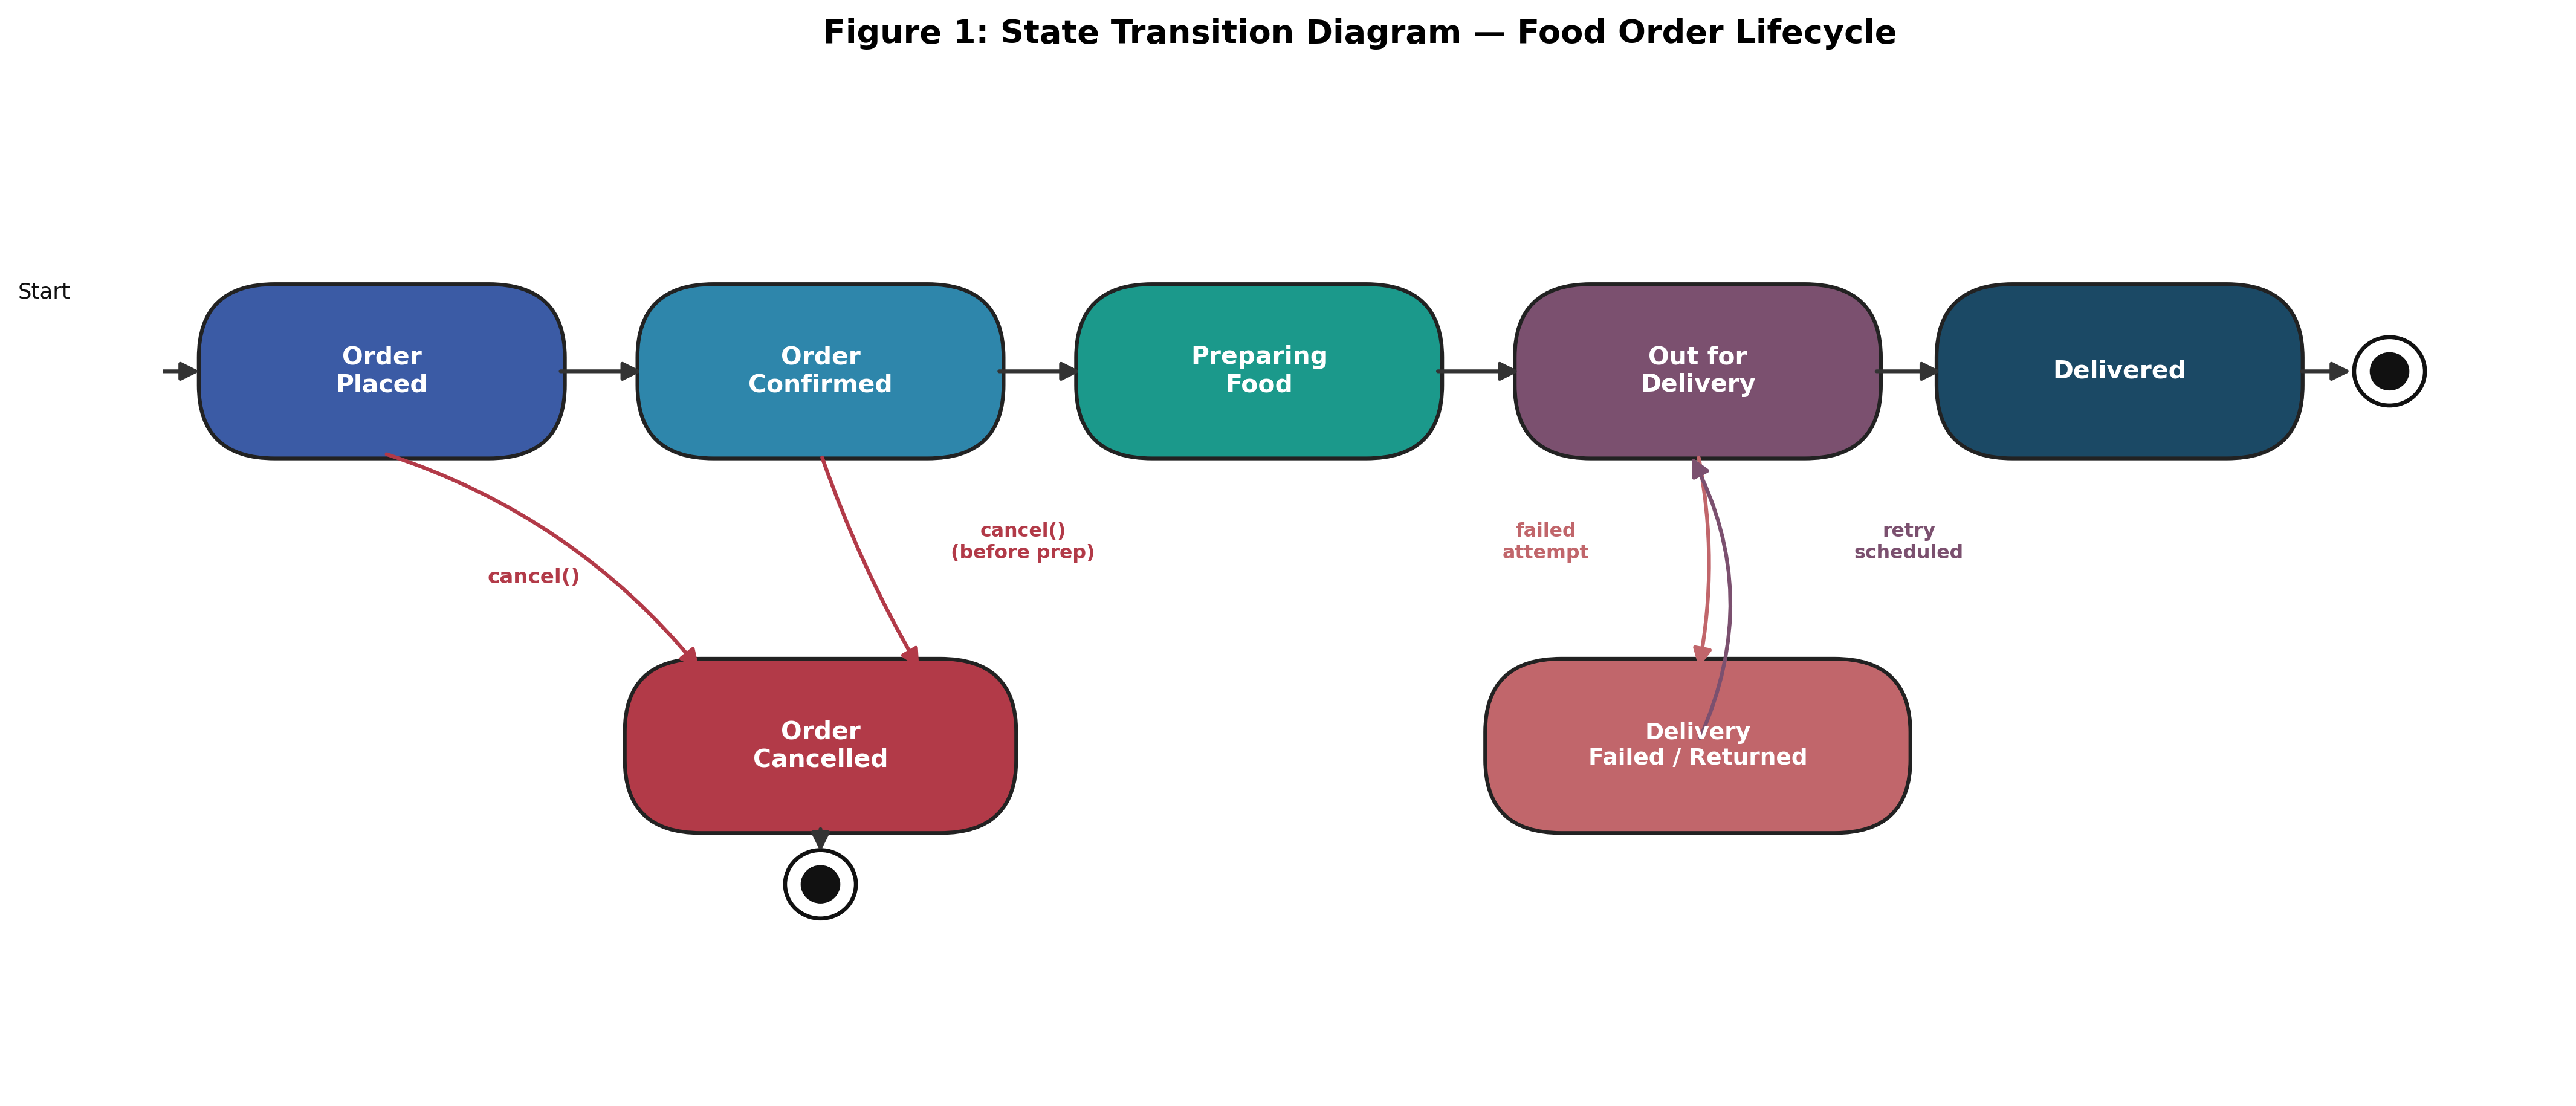 Figure 1: State Transition Diagram — Food Order Lifecycle
Start
Order
Placed
Order
Confirmed
Preparing
Food
Out for
Delivery
Delivered
cancel()
cancel()
(before prep)
failed
attempt
retry
scheduled
Order
Cancelled
Delivery
Failed / Returned